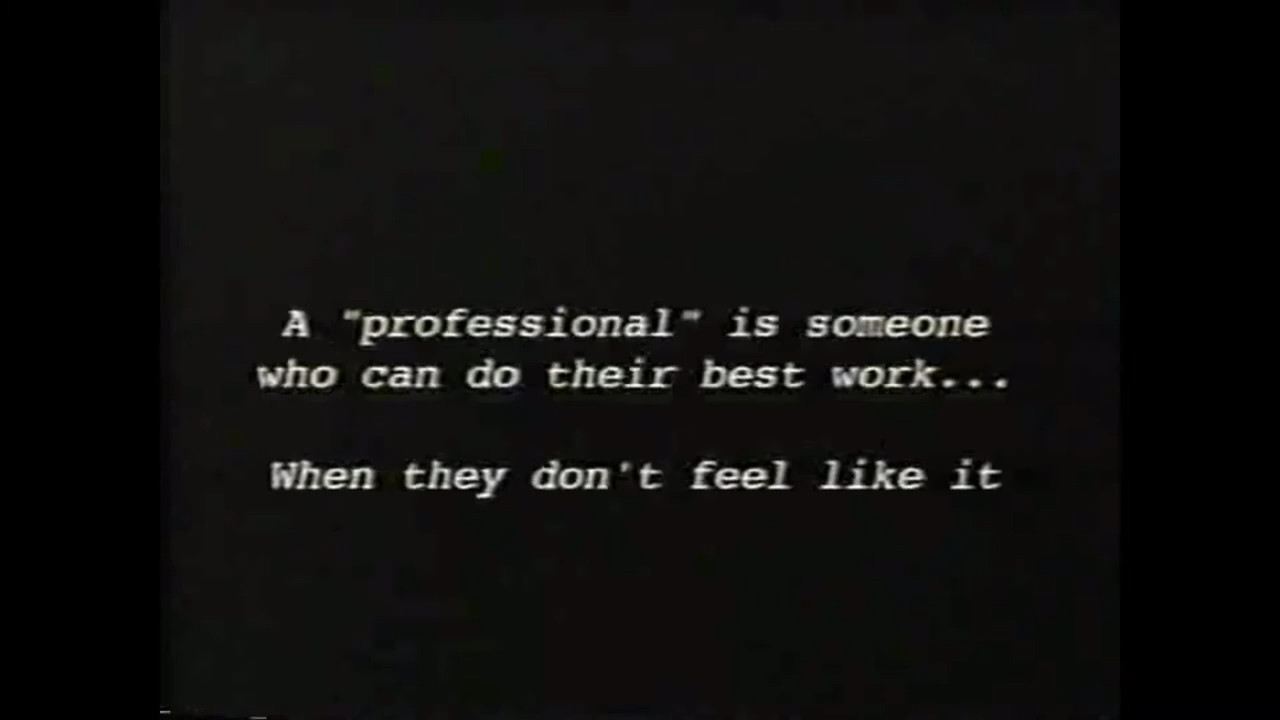 A "professional" is someone
who can do their best work...
When they don't feel like it